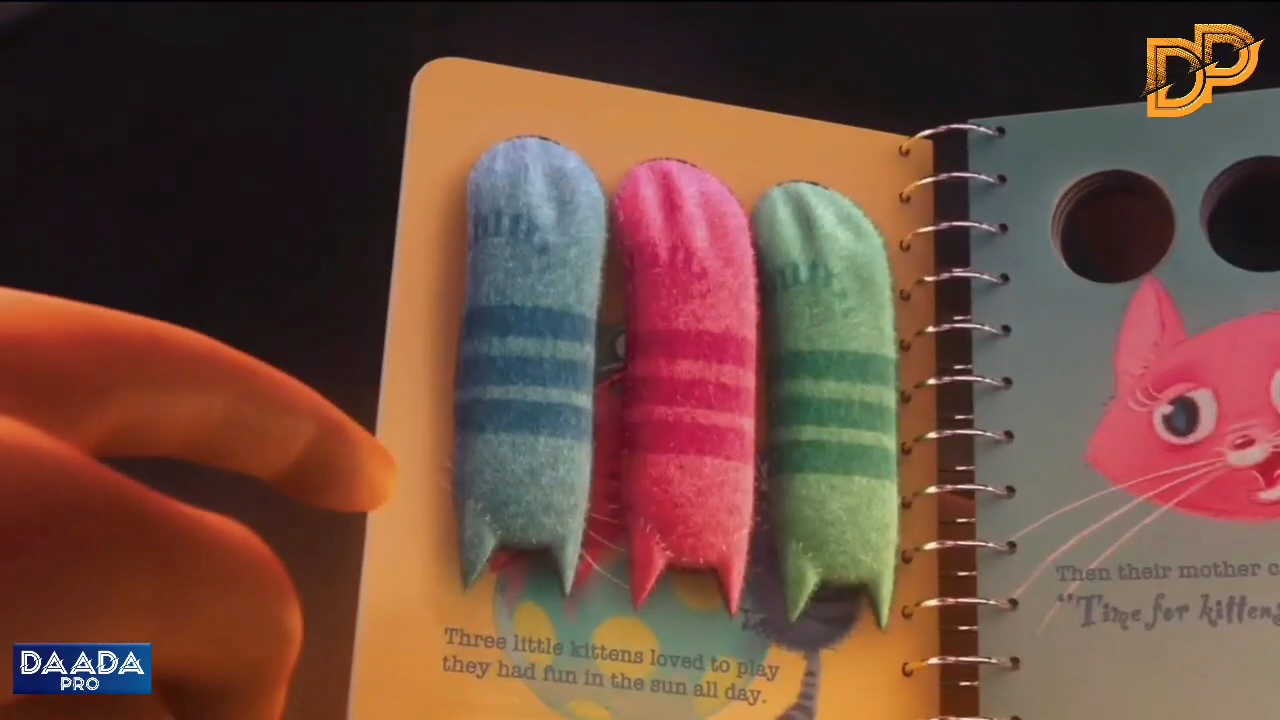 DP
Three little kittens loved to play
they had fun in the sun all day.
Then their mother
"Time for
DAADA
PRO